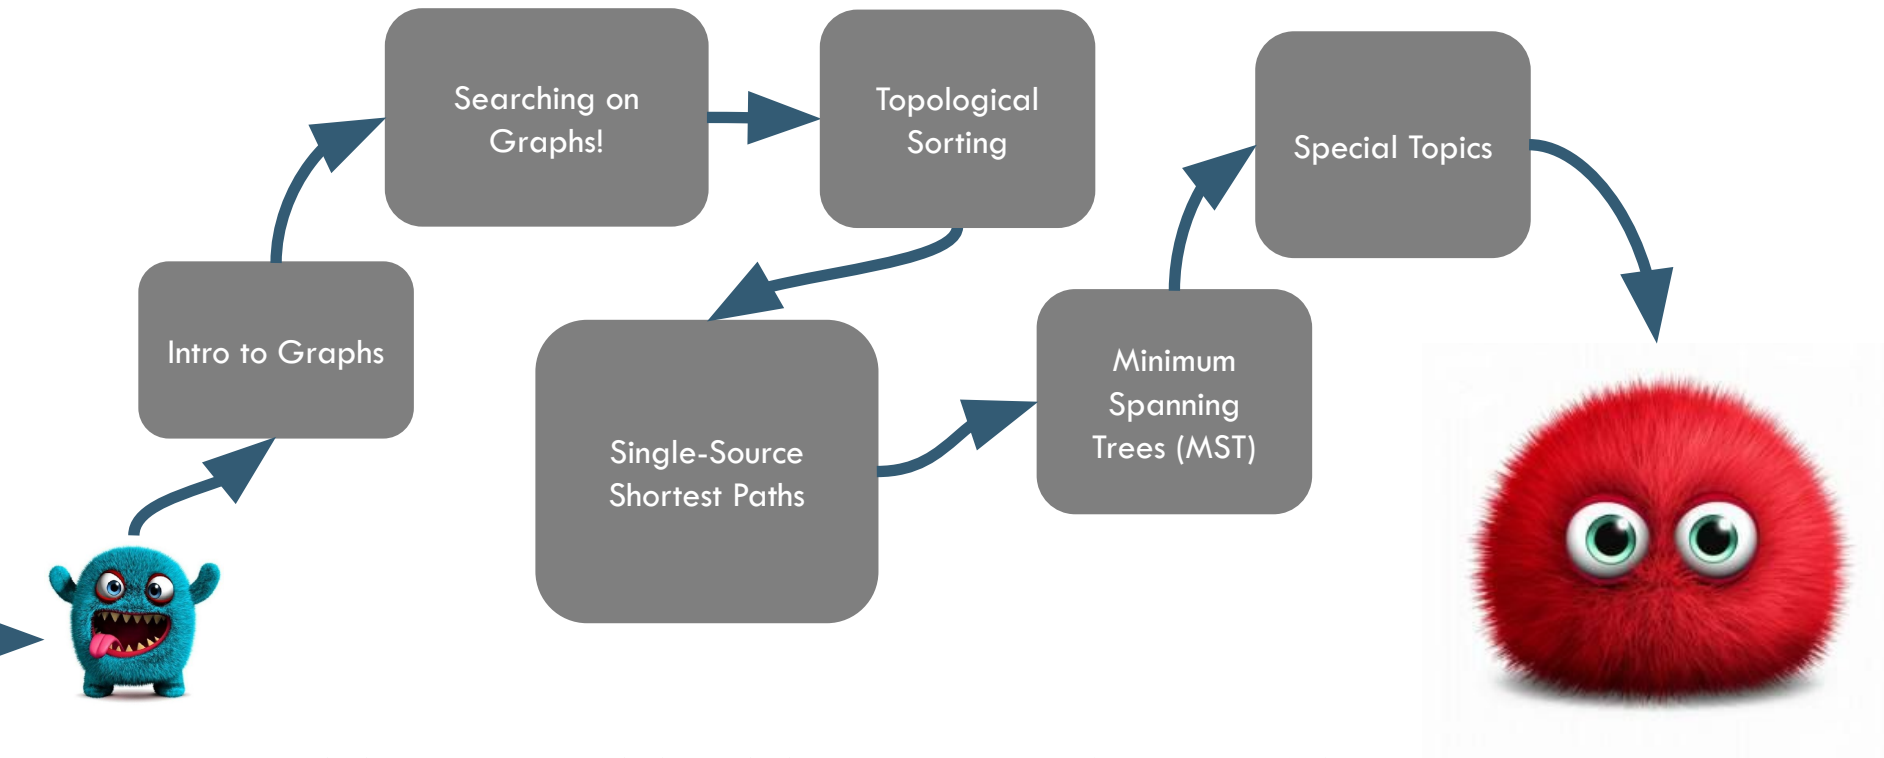 Intro to Graphs
Searching on
Graphs!
Topological
Sorting
Single-Source
Shortest Paths
Minimum
Spanning
Trees (MST)
Special Topics